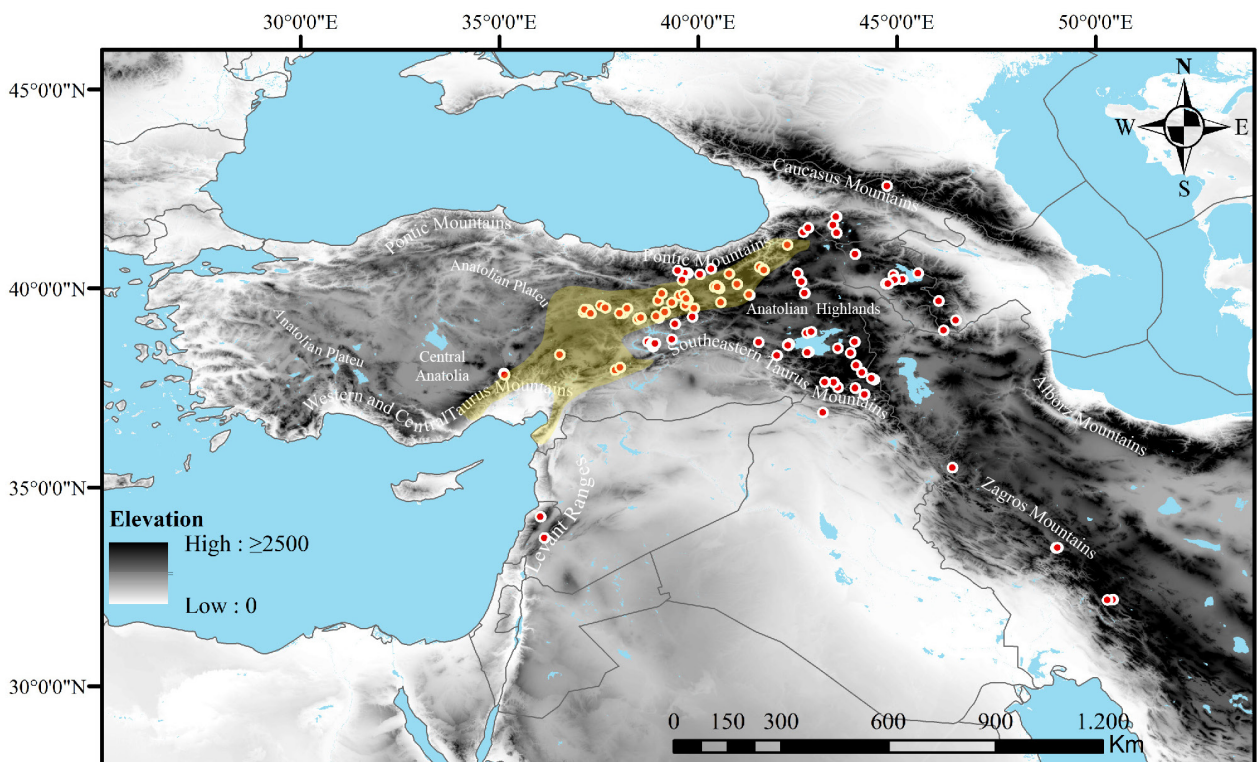 30°0'0"E 35°0'0"E 40°0'0"E 45°0'0"E 50°0'0"E
45°0'0"N
40°0'0"N
35°0'0"N
30°0'0"N
N
W E
S
Caucasus Mountains
Pontic Mountains
Pontic Mountains
Anatolian Plateu
Anatolian Plateu
Anatolian Highlands
Central
Anatolia
Southeastern Taurus Mountains
Western and Central Taurus Mountains
Alborz Mountains
Zagros Mountains
Levant Ranges
Elevation
High : ≥2500
Low : 0
0 150 300 600 900 1.200
Km